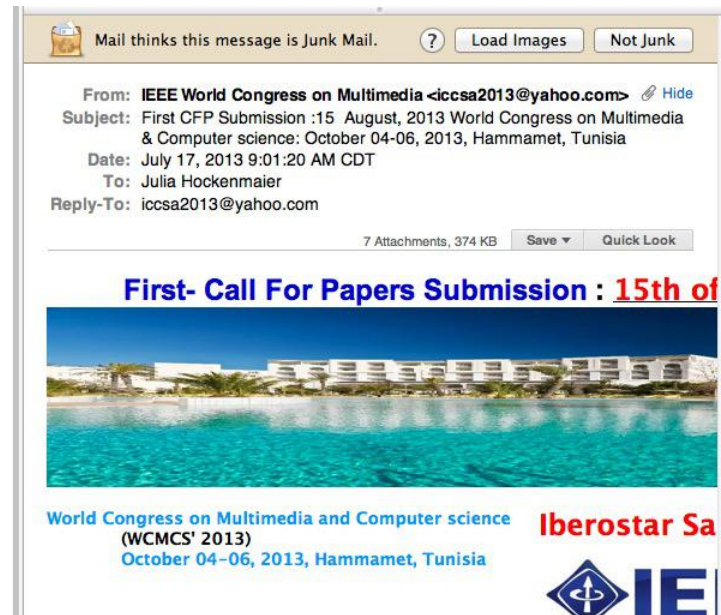 Mail thinks this message is Junk Mail. ? Load Images Not Junk
From: IEEE World Congress on Multimedia <iccsa2013@yahoo.com> Hide
Subject: First CFP Submission :15 August, 2013 World Congress on Multimedia
& Computer science: October 04-06, 2013, Hammamet, Tunisia
Date: July 17, 2013 9:01:20 AM CDT
To: Julia Hockenmaier
Reply-To: iccsa2013@yahoo.com
7 Attachments, 374 KB Save Quick Look
First- Call For Papers Submission : 15th of
World Congress on Multimedia and Computer science
(WCMCS' 2013)
October 04-06, 2013, Hammamet, Tunisia
Iberostar Sa